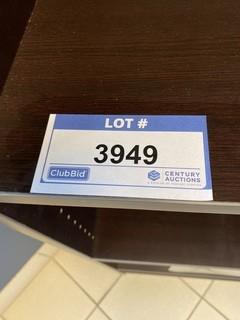 LOT #
3949
ClubBid
CENTURY
AUCTIONS